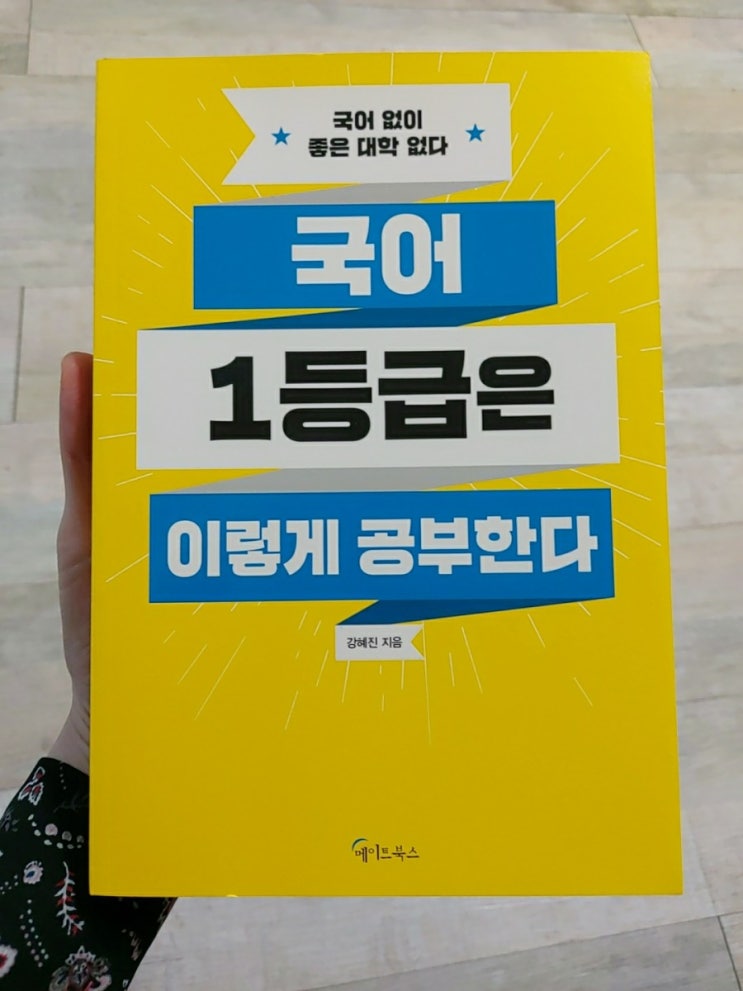 국어 없이
좋은 대학 없다
국어
1등급은
이렇게 공부한다
강혜진 지음
메이트북스